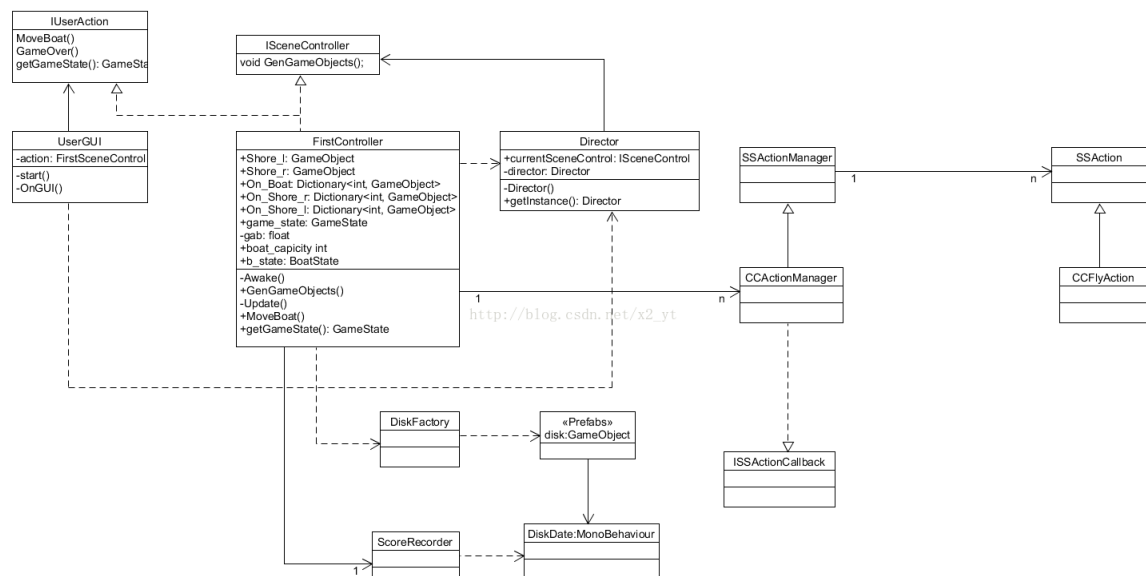 IUserAction
MoveBoat()
GameOver()
getGameState(): GameSta
ISceneController
void GenGameObjects();
UserGUI
-action: FirstSceneControl
-start()
-OnGUI()
FirstController
+Shore_l: GameObject
+Shore_r: GameObject
+On_Boat: Dictionary<int, GameObject>
+On_Shore_r: Dictionary<int, GameObject>
+On_Shore_l: Dictionary<int, GameObject>
+game_state: GameState
-gab: float
+boat_capicity int
+b_state: BoatState
-Awake()
+GenGameObjects()
-Update()
+MoveBoat()
+getGameState(): GameState
Director
+currentSceneControl: ISceneControl
-director: Director
-Director()
+getInstance(): Director
SSActionManager
1
n
SSAction
CCActionManager
1
n
CCFlyAction
http://blog.csdn.net/x2_yt
DiskFactory
«Prefabs»
disk:GameObject
ISSActionCallback
ScoreRecorder
1
DiskDate:MonoBehaviour